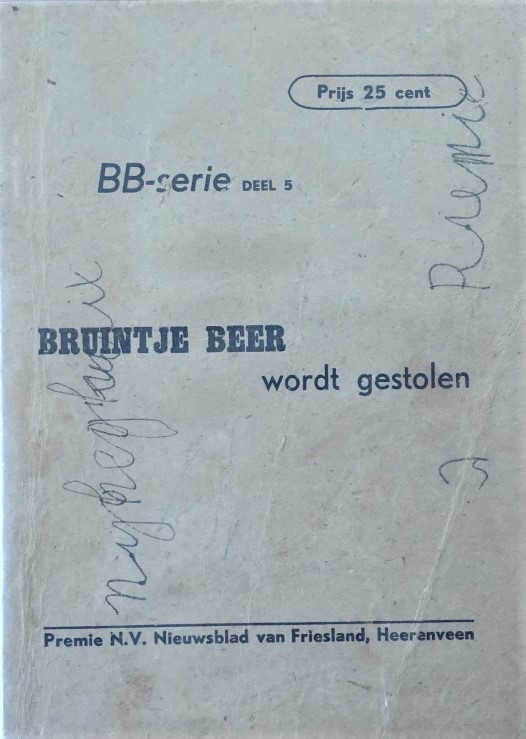 Prijs 25 cent
BB-serie DEEL 5
BRUINTJE BEER
wordt gestolen
Premie N.V. Nieuwsblad van Friesland, Heerenveen